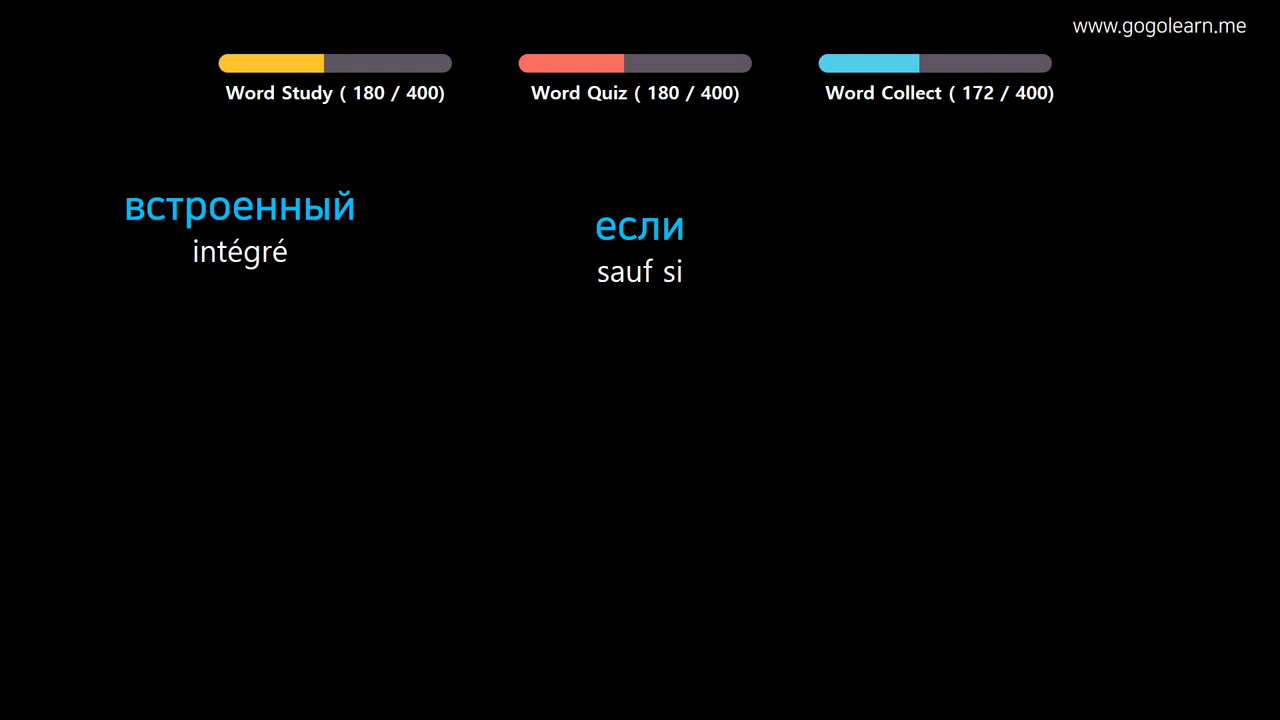 www.gogolearn.me
Word Study ( 180 / 400)
Word Quiz ( 180 / 400)
Word Collect ( 172 / 400)
встроенный
intégré
если
sauf si